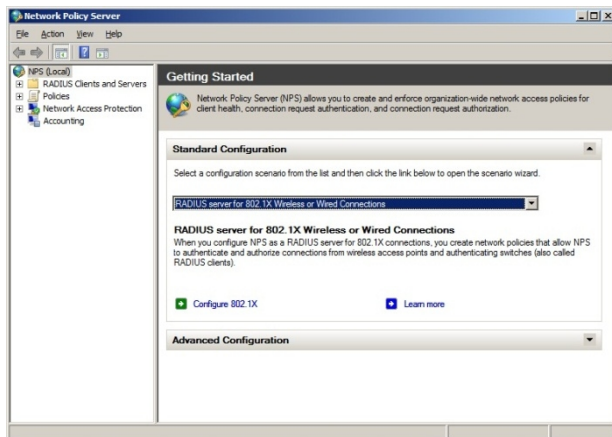 Network Policy Server
File Action View Help
NPS (Local)
RADIUS Clients and Servers
Policies
Network Access Protection
Accounting
Getting Started
Network Policy Server (NPS) allows you to create and enforce organization-wide network access policies for
client health, connection request authentication, and connection request authorization.
Standard Configuration
Select a configuration scenario from the list and then click the link below to open the scenario wizard.
RADIUS server for 802.1X Wireless or Wired Connections
RADIUS server for 802.1X Wireless or Wired Connections
When you configure NPS as a RADIUS server for 802.1X connections, you create network policies that allow NPS
to authenticate and authorize connections from wireless access points and authenticating switches (also called
RADIUS clients).
Configure 802.1X
Learn more
Advanced Configuration